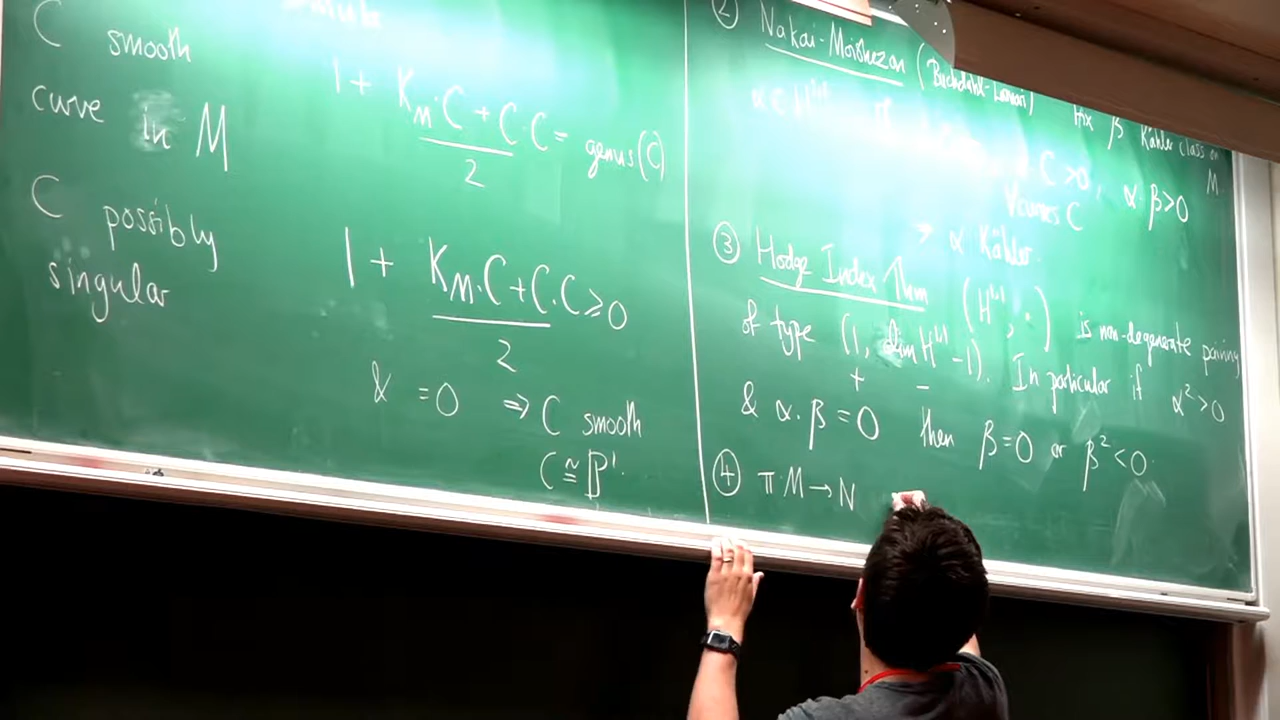 C smooth
curve in M
1 + (K_M·C + C·C)/2 = genus(C)
C possibly
singular
1 + (K_M·C + C·C)/2 ≥ 0
& = 0 ⇒ C smooth
C ≅ ℙ¹.
② Nakai-Moishezon (Buchdahl-Lamari) Fix β Kähler class on M
α ∈ H^{1,1}
C > 0, α·β > 0
∀ curves C
→ α Kähler.
③ Hodge Index Thm (H^{1,1}, ·) is non-degenerate pairing
of type (1, dim H^{1,1} - 1). In particular if α² > 0
+ -
& α·β = 0 then β = 0 or β² < 0.
④ π: M → N